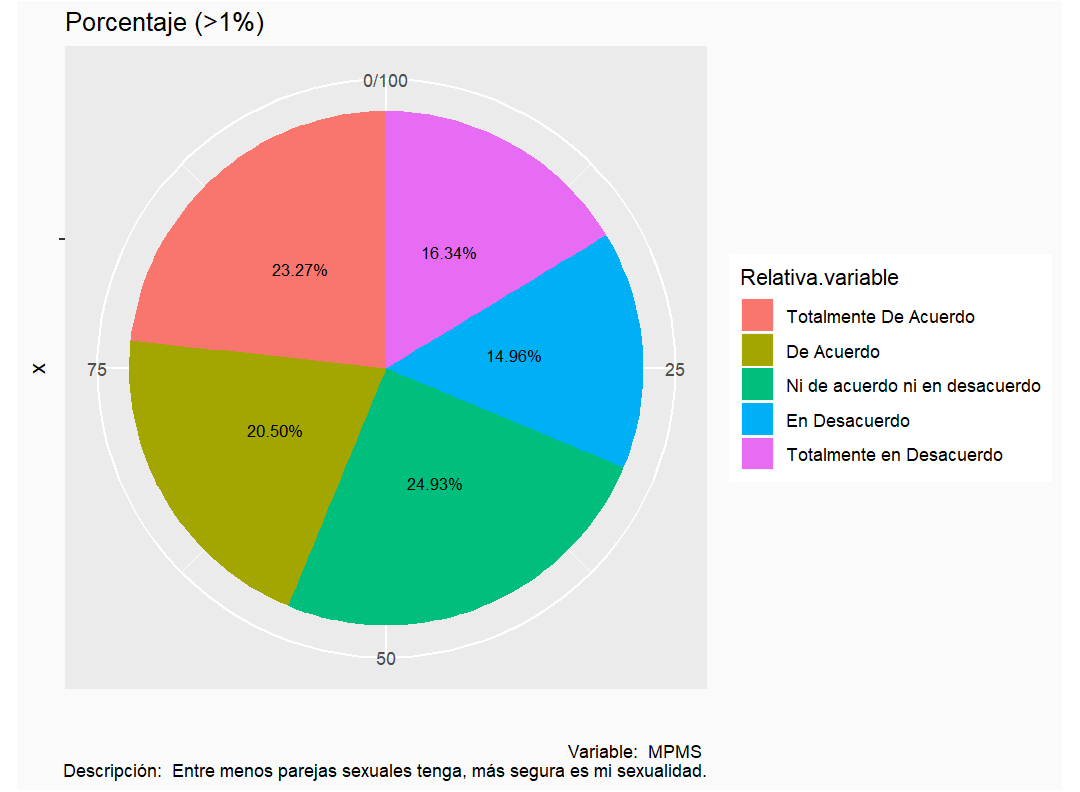 Porcentaje (>1%)
0/100
16.34%
23.27%
14.96%
75
25
20.50%
24.93%
50
x
Relativa.variable
Totalmente De Acuerdo
De Acuerdo
Ni de acuerdo ni en desacuerdo
En Desacuerdo
Totalmente en Desacuerdo
Variable:  MPMS
Descripción:  Entre menos parejas sexuales tenga, más segura es mi sexualidad.